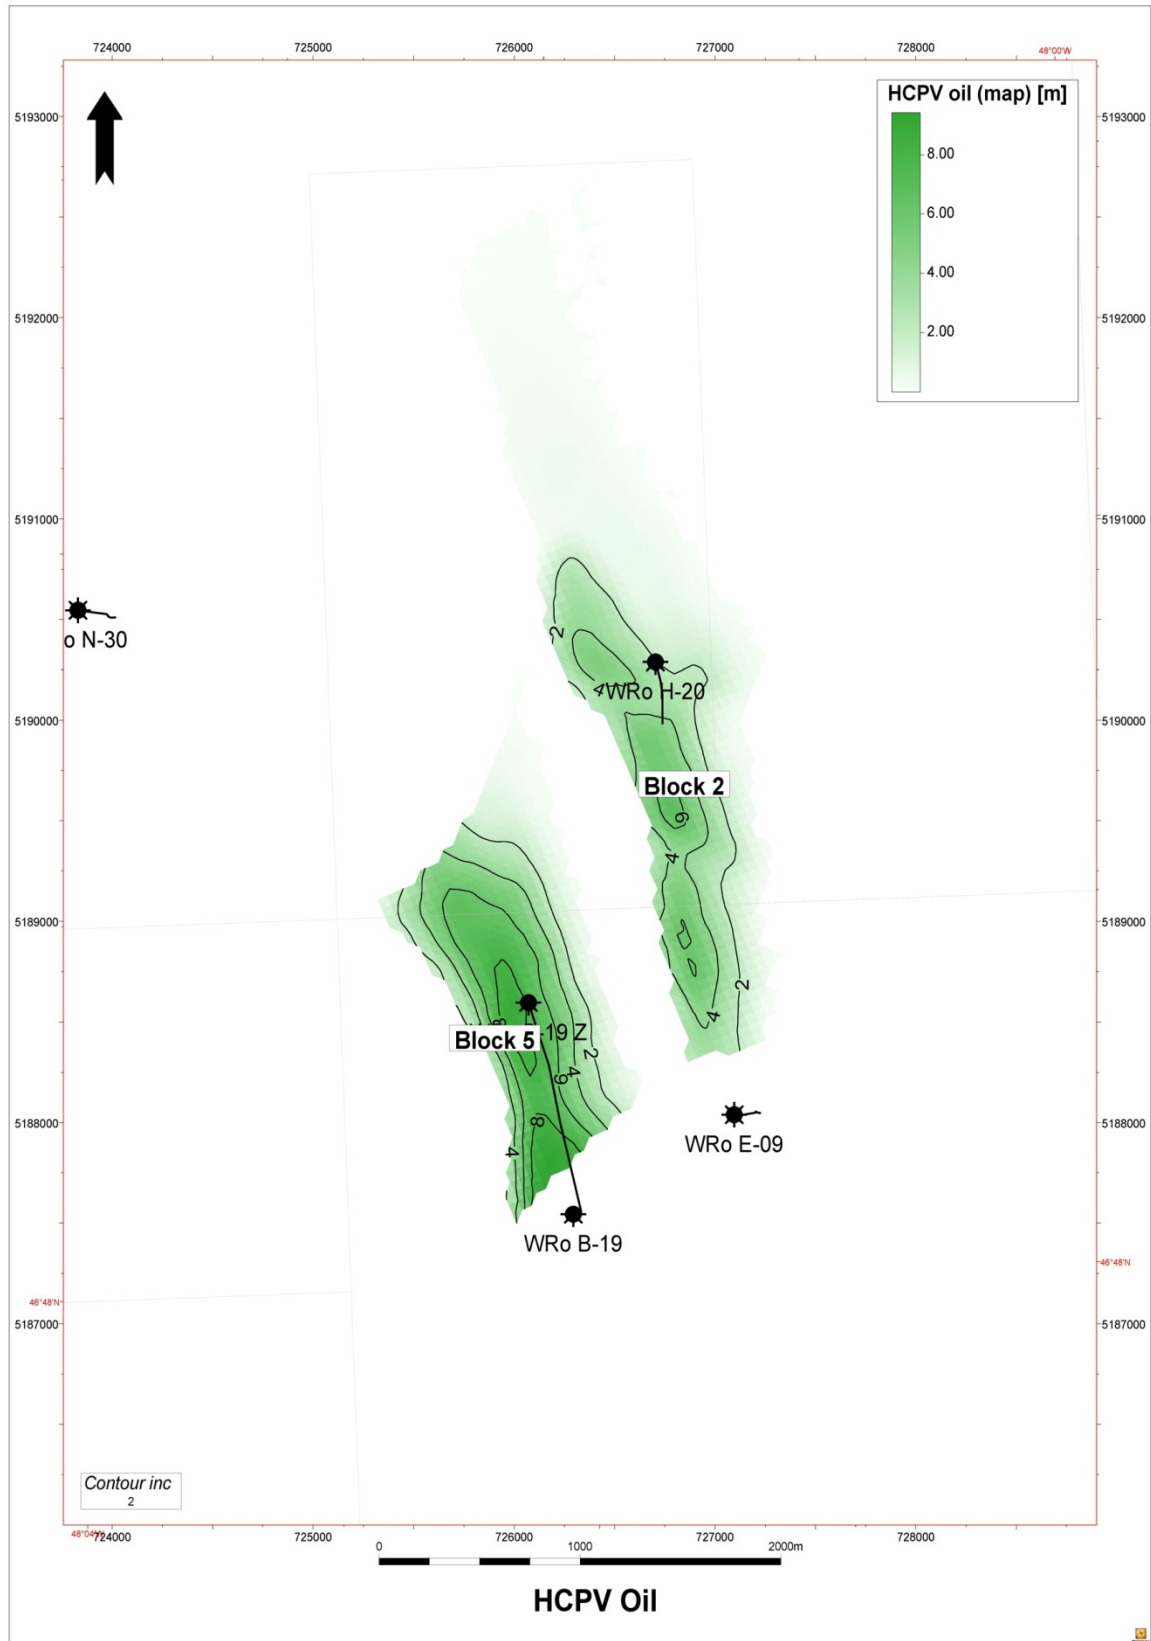 724000 725000 726000 727000 728000 48°00'W
HCPV oil (map) [m]
8.00
6.00
4.00
2.00
5193000 5193000
5192000 5192000
5191000 5191000
5190000 5190000
5189000 5189000
5188000 5188000
5187000 5187000
o N-30
2
4
WRo H-20
Block 2
6
4
2
4
8
-19 Z
Block 5
2
4
6
8
4
WRo E-09
WRo B-19
46°48'N
46°48'N
Contour inc
2
724000 725000 726000 727000 728000
0 1000 2000m
HCPV Oil